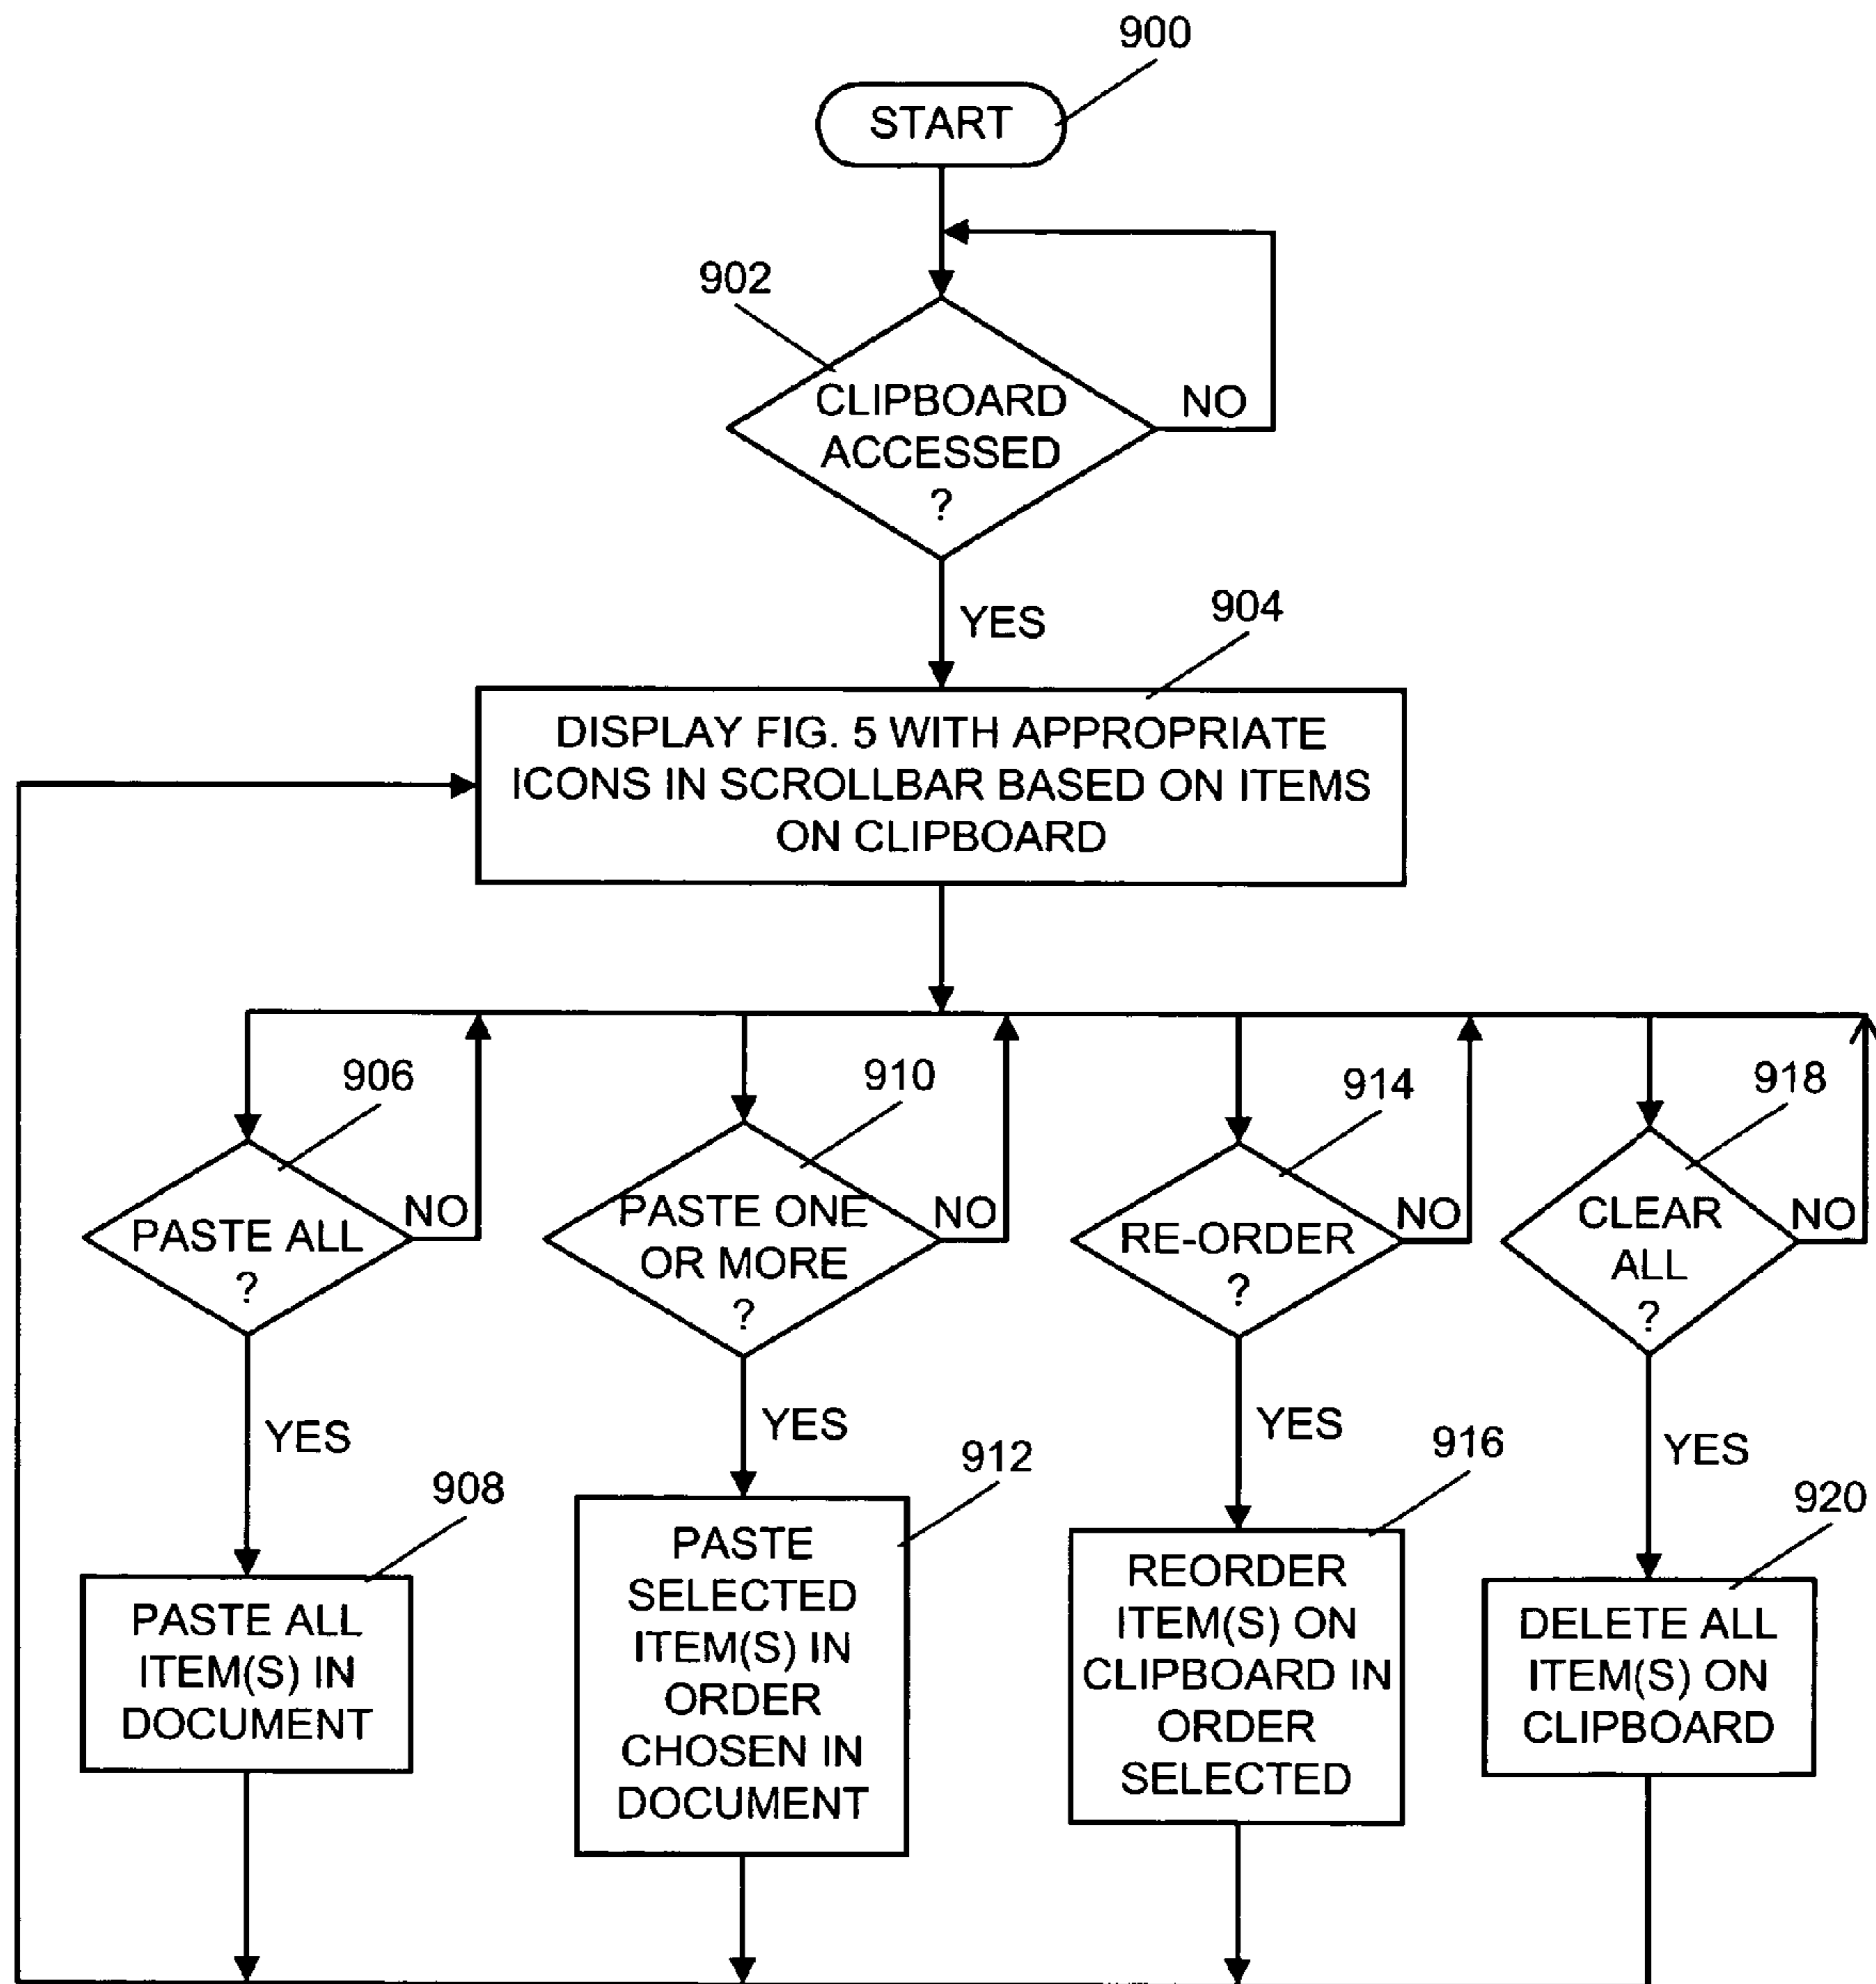 900
START
902
CLIPBOARD
ACCESSED
?
NO
YES
904
DISPLAY FIG. 5 WITH APPROPRIATE
ICONS IN SCROLLBAR BASED ON ITEMS
ON CLIPBOARD
906
PASTE ALL
?
NO
YES
908
PASTE ALL
ITEM(S) IN
DOCUMENT
910
PASTE ONE
OR MORE
?
NO
YES
912
PASTE
SELECTED
ITEM(S) IN
ORDER
CHOSEN IN
DOCUMENT
914
RE-ORDER
?
NO
YES
916
REORDER
ITEM(S) ON
CLIPBOARD IN
ORDER
SELECTED
918
CLEAR
ALL
?
NO
YES
920
DELETE ALL
ITEM(S) ON
CLIPBOARD